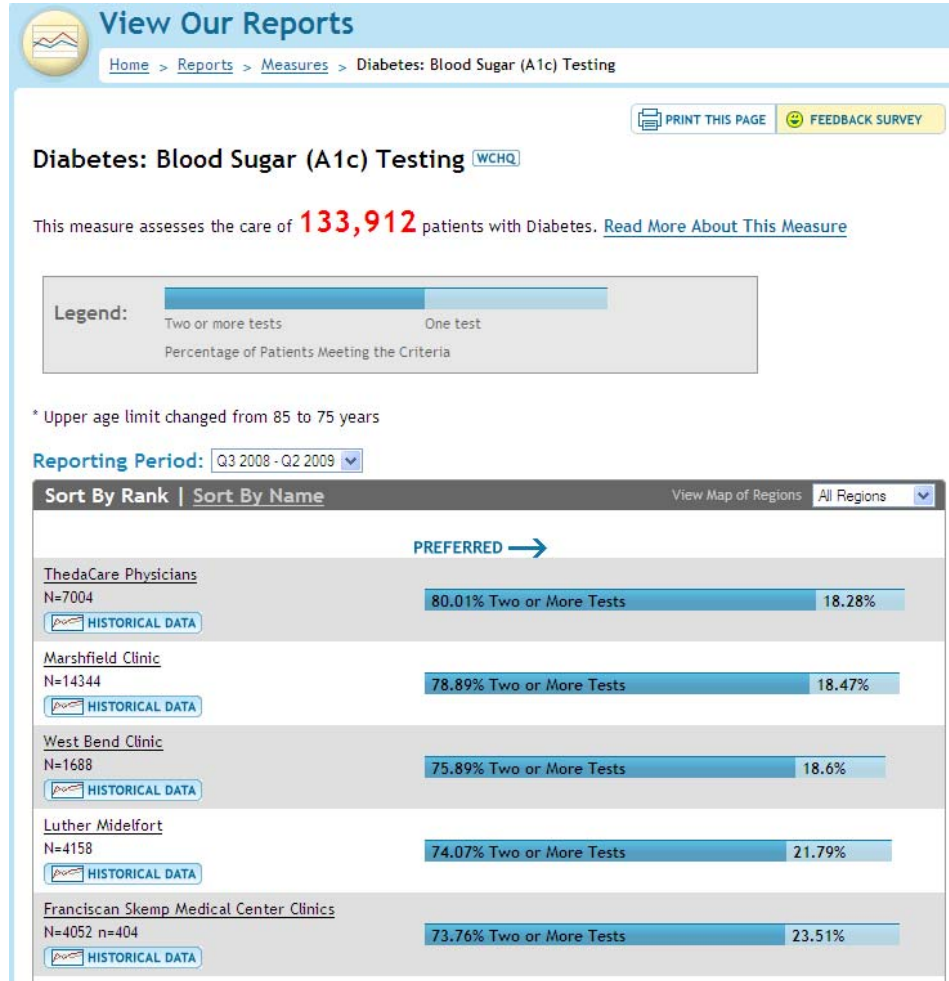 View Our Reports
Home > Reports > Measures > Diabetes: Blood Sugar (A1c) Testing
PRINT THIS PAGE
FEEDBACK SURVEY
Diabetes: Blood Sugar (A1c) Testing WCHQ
This measure assesses the care of 133,912 patients with Diabetes. Read More About This Measure
Legend:
Two or more tests One test
Percentage of Patients Meeting the Criteria
* Upper age limit changed from 85 to 75 years
Reporting Period: Q3 2008 - Q2 2009
Sort By Rank | Sort By Name View Map of Regions All Regions
PREFERRED
ThedaCare Physicians
N=7004
80.01% Two or More Tests 18.28%
HISTORICAL DATA
Marshfield Clinic
N=14344
78.89% Two or More Tests 18.47%
HISTORICAL DATA
West Bend Clinic
N=1688
75.89% Two or More Tests 18.6%
HISTORICAL DATA
Luther Midelfort
N=4158
74.07% Two or More Tests 21.79%
HISTORICAL DATA
Franciscan Skemp Medical Center Clinics
N=4052 n=404
73.76% Two or More Tests 23.51%
HISTORICAL DATA